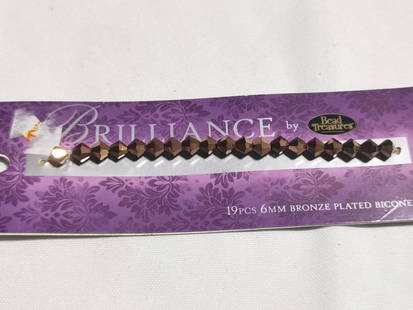 BRILLIANCE by Bead Treasures
19PCS 6MM BRONZE PLATED BICONE